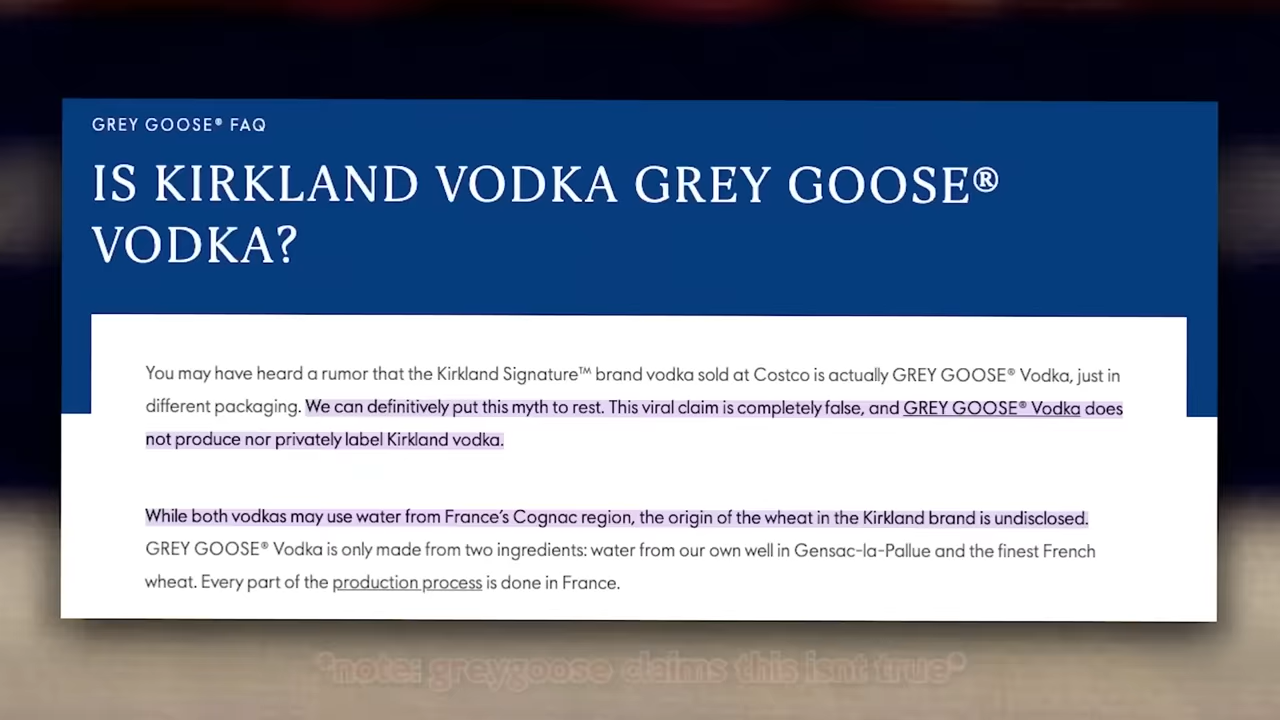 GREY GOOSE® FAQ
IS KIRKLAND VODKA GREY GOOSE®
VODKA?
You may have heard a rumor that the Kirkland Signature™ brand vodka sold at Costco is actually GREY GOOSE® Vodka, just in
different packaging. We can definitively put this myth to rest. This viral claim is completely false, and GREY GOOSE® Vodka does
not produce nor privately label Kirkland vodka.
While both vodkas may use water from France's Cognac region, the origin of the wheat in the Kirkland brand is undisclosed.
GREY GOOSE® Vodka is only made from two ingredients: water from our own well in Gensac-la-Pallue and the finest French
wheat. Every part of the production process is done in France.
*note: greygoose claims this isnt true*